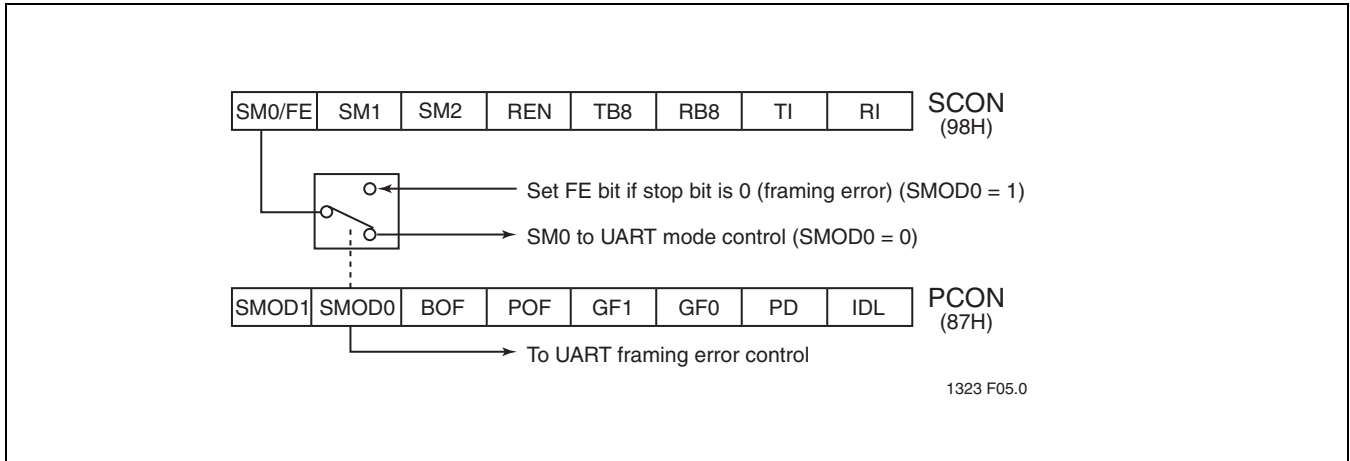 SM0/FE SM1 SM2 REN TB8 RB8 TI RI SCON
(98H)
Set FE bit if stop bit is 0 (framing error) (SMOD0 = 1)
SM0 to UART mode control (SMOD0 = 0)
SMOD1 SMOD0 BOF POF GF1 GF0 PD IDL PCON
(87H)
To UART framing error control
1323 F05.0